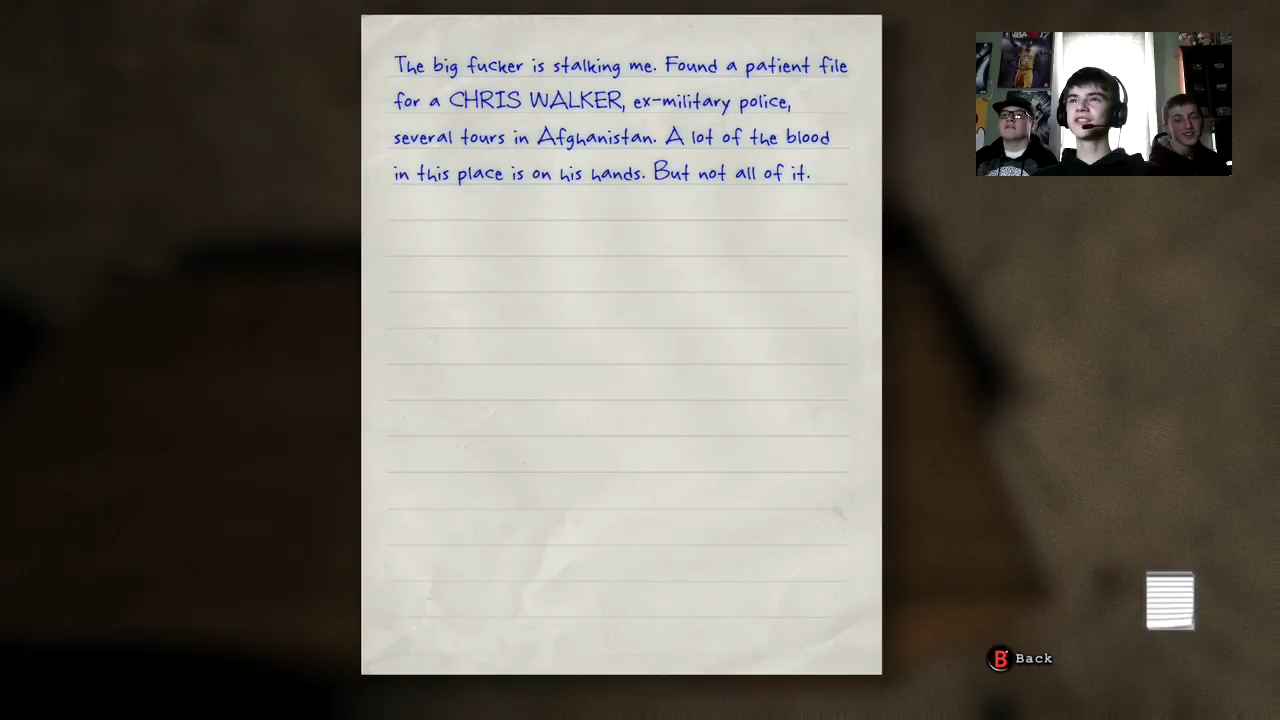 The big fucker is stalking me. Found a patient file
for a CHRIS WALKER, ex-military police,
several tours in Afghanistan. A lot of the blood
in this place is on his hands. But not all of it.
B Back